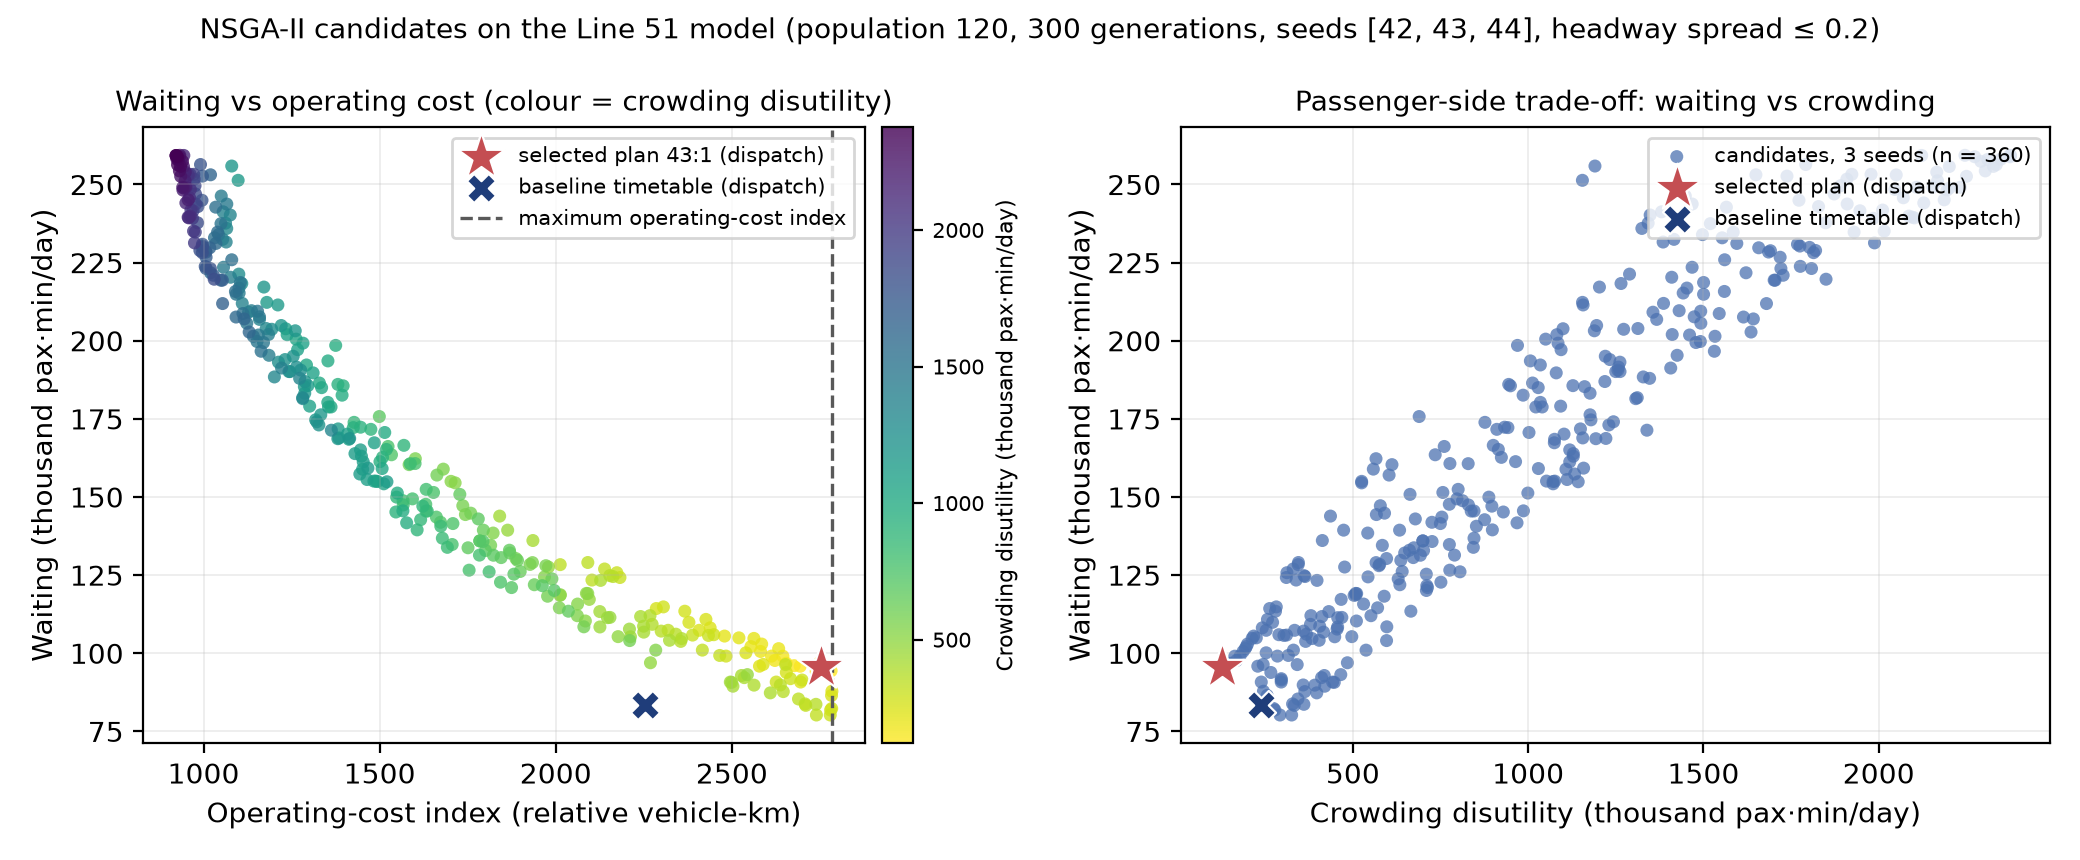 NSGA-II candidates on the Line 51 model (population 120, 300 generations, seeds [42, 43, 44], headway spread ≤ 0.2)
Waiting vs operating cost (colour = crowding disutility)
selected plan 43:1 (dispatch)
baseline timetable (dispatch)
maximum operating-cost index
Waiting (thousand pax·min/day)
250
225
200
175
150
125
100
75
1000
1500
2000
2500
Operating-cost index (relative vehicle-km)
2000
1500
1000
500
Crowding disutility (thousand pax·min/day)
Passenger-side trade-off: waiting vs crowding
candidates, 3 seeds (n = 360)
selected plan (dispatch)
baseline timetable (dispatch)
Waiting (thousand pax·min/day)
250
225
200
175
150
125
100
75
500
1000
1500
2000
Crowding disutility (thousand pax·min/day)